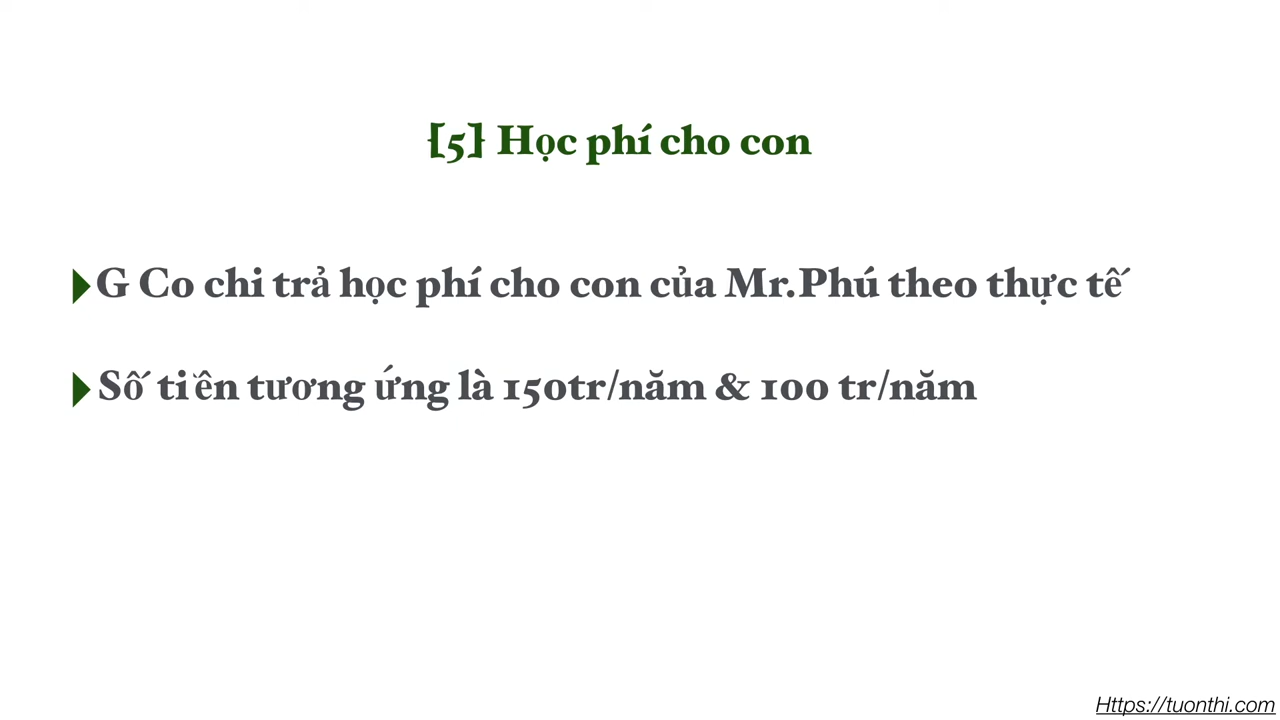 [5] Học phí cho con
G Co chi trả học phí cho con của Mr.Phú theo thực tế
Số tiền tương ứng là 150tr/năm & 100 tr/năm
Https://tuonthi.com